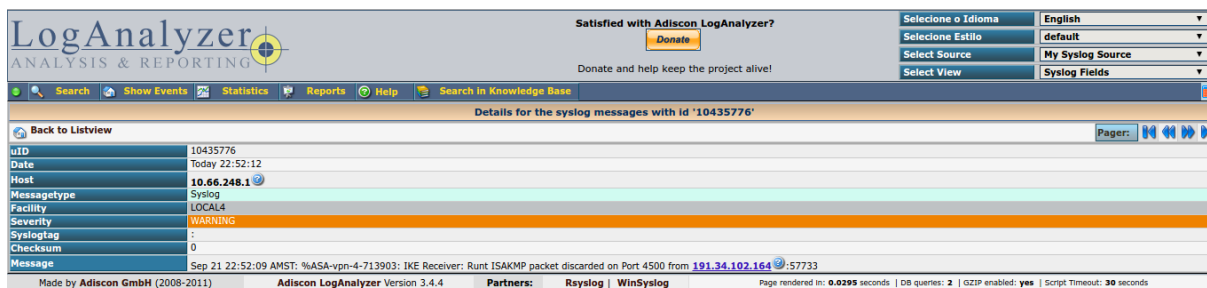 LogAnalyzer
ANALYSIS & REPORTING
Satisfied with Adiscon LogAnalyzer?
Donate
Donate and help keep the project alive!
Selecione o Idioma English
Selecione Estilo default
Select Source My Syslog Source
Select View Syslog Fields
Search Show Events Statistics Reports Help Search in Knowledge Base
Details for the syslog messages with id '10435776'
Back to Listview Pager:
uID 10435776
Date Today 22:52:12
Host 10.66.248.1
Messagetype Syslog
Facility LOCAL4
Severity WARNING
Syslogtag :
Checksum 0
Message Sep 21 22:52:09 AMST: %ASA-vpn-4-713903: IKE Receiver: Runt ISAKMP packet discarded on Port 4500 from 191.34.102.164:57733
Made by Adiscon GmbH (2008-2011) Adiscon LogAnalyzer Version 3.4.4 Partners: Rsyslog | WinSyslog Page rendered in: 0.0295 seconds | DB queries: 2 | GZIP enabled: yes | Script Timeout: 30 seconds